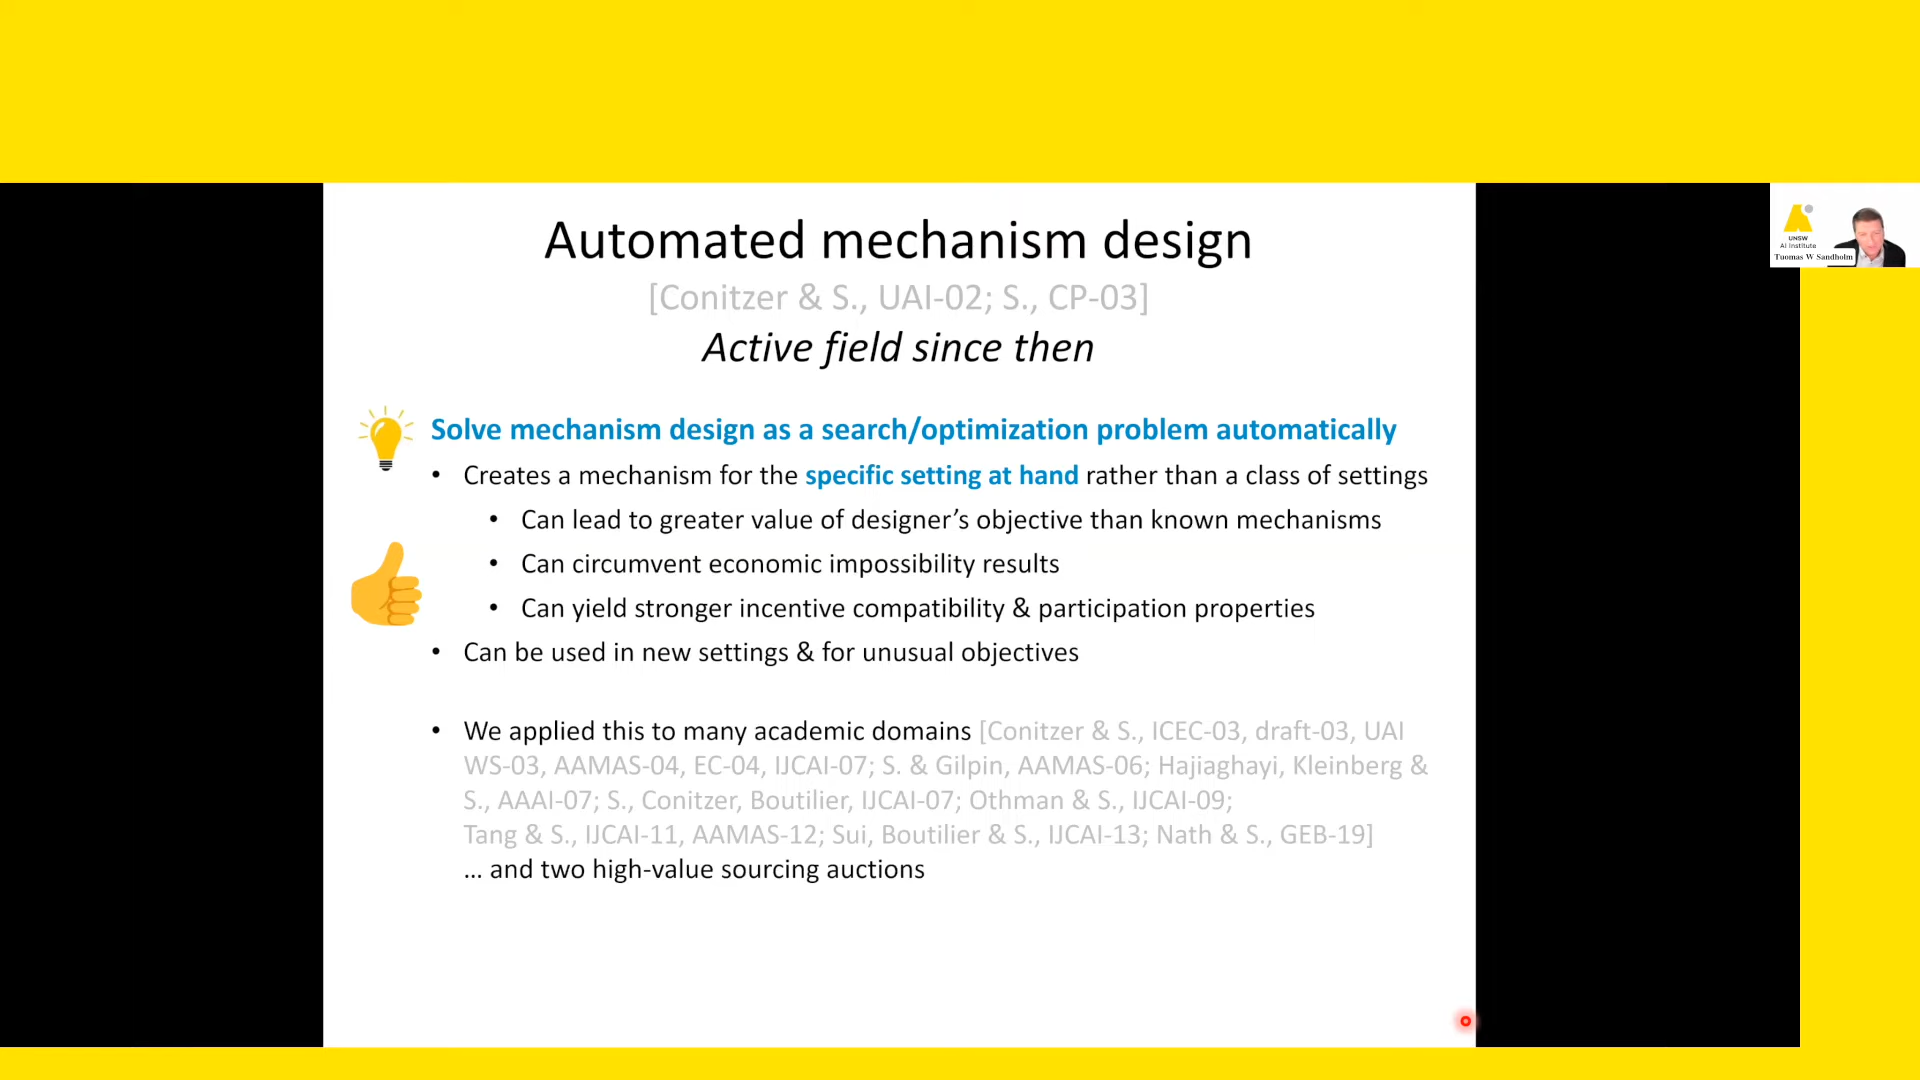 Automated mechanism design
[Conitzer & S., UAI-02; S., CP-03]
Active field since then
Solve mechanism design as a search/optimization problem automatically
• Creates a mechanism for the specific setting at hand rather than a class of settings
• Can lead to greater value of designer’s objective than known mechanisms
• Can circumvent economic impossibility results
• Can yield stronger incentive compatibility & participation properties
• Can be used in new settings & for unusual objectives
• We applied this to many academic domains [Conitzer & S., ICEC-03, draft-03, UAI
WS-03, AAMAS-04, EC-04, IJCAI-07; S. & Gilpin, AAMAS-06; Hajiaghayi, Kleinberg &
S., AAAI-07; S., Conitzer, Boutilier, IJCAI-07; Othman & S., IJCAI-09;
Tang & S., IJCAI-11, AAMAS-12; Sui, Boutilier & S., IJCAI-13; Nath & S., GEB-19]
... and two high-value sourcing auctions
UNSW
AI Institute
Tuomas W Sandholm